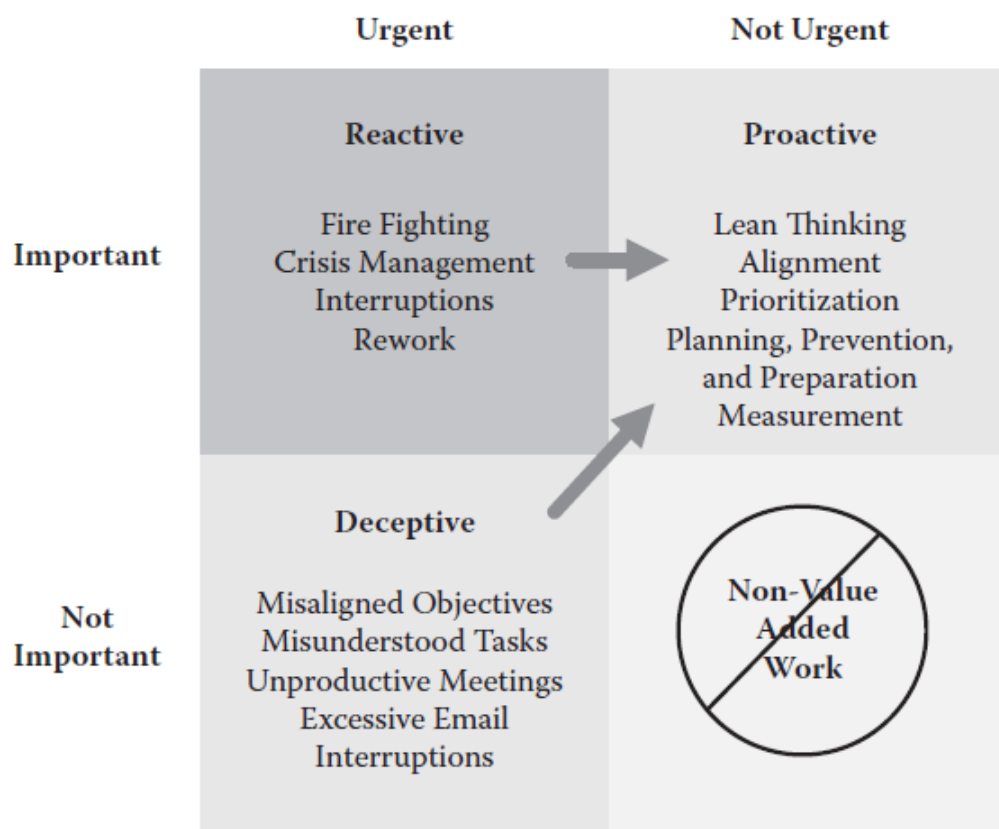 Urgent
Not Urgent
Important
Reactive
Fire Fighting
Crisis Management
Interruptions
Rework
Proactive
Lean Thinking
Alignment
Prioritization
Planning, Prevention,
and Preparation
Measurement
Not
Important
Deceptive
Misaligned Objectives
Misunderstood Tasks
Unproductive Meetings
Excessive Email
Interruptions
Non-Value
Added
Work